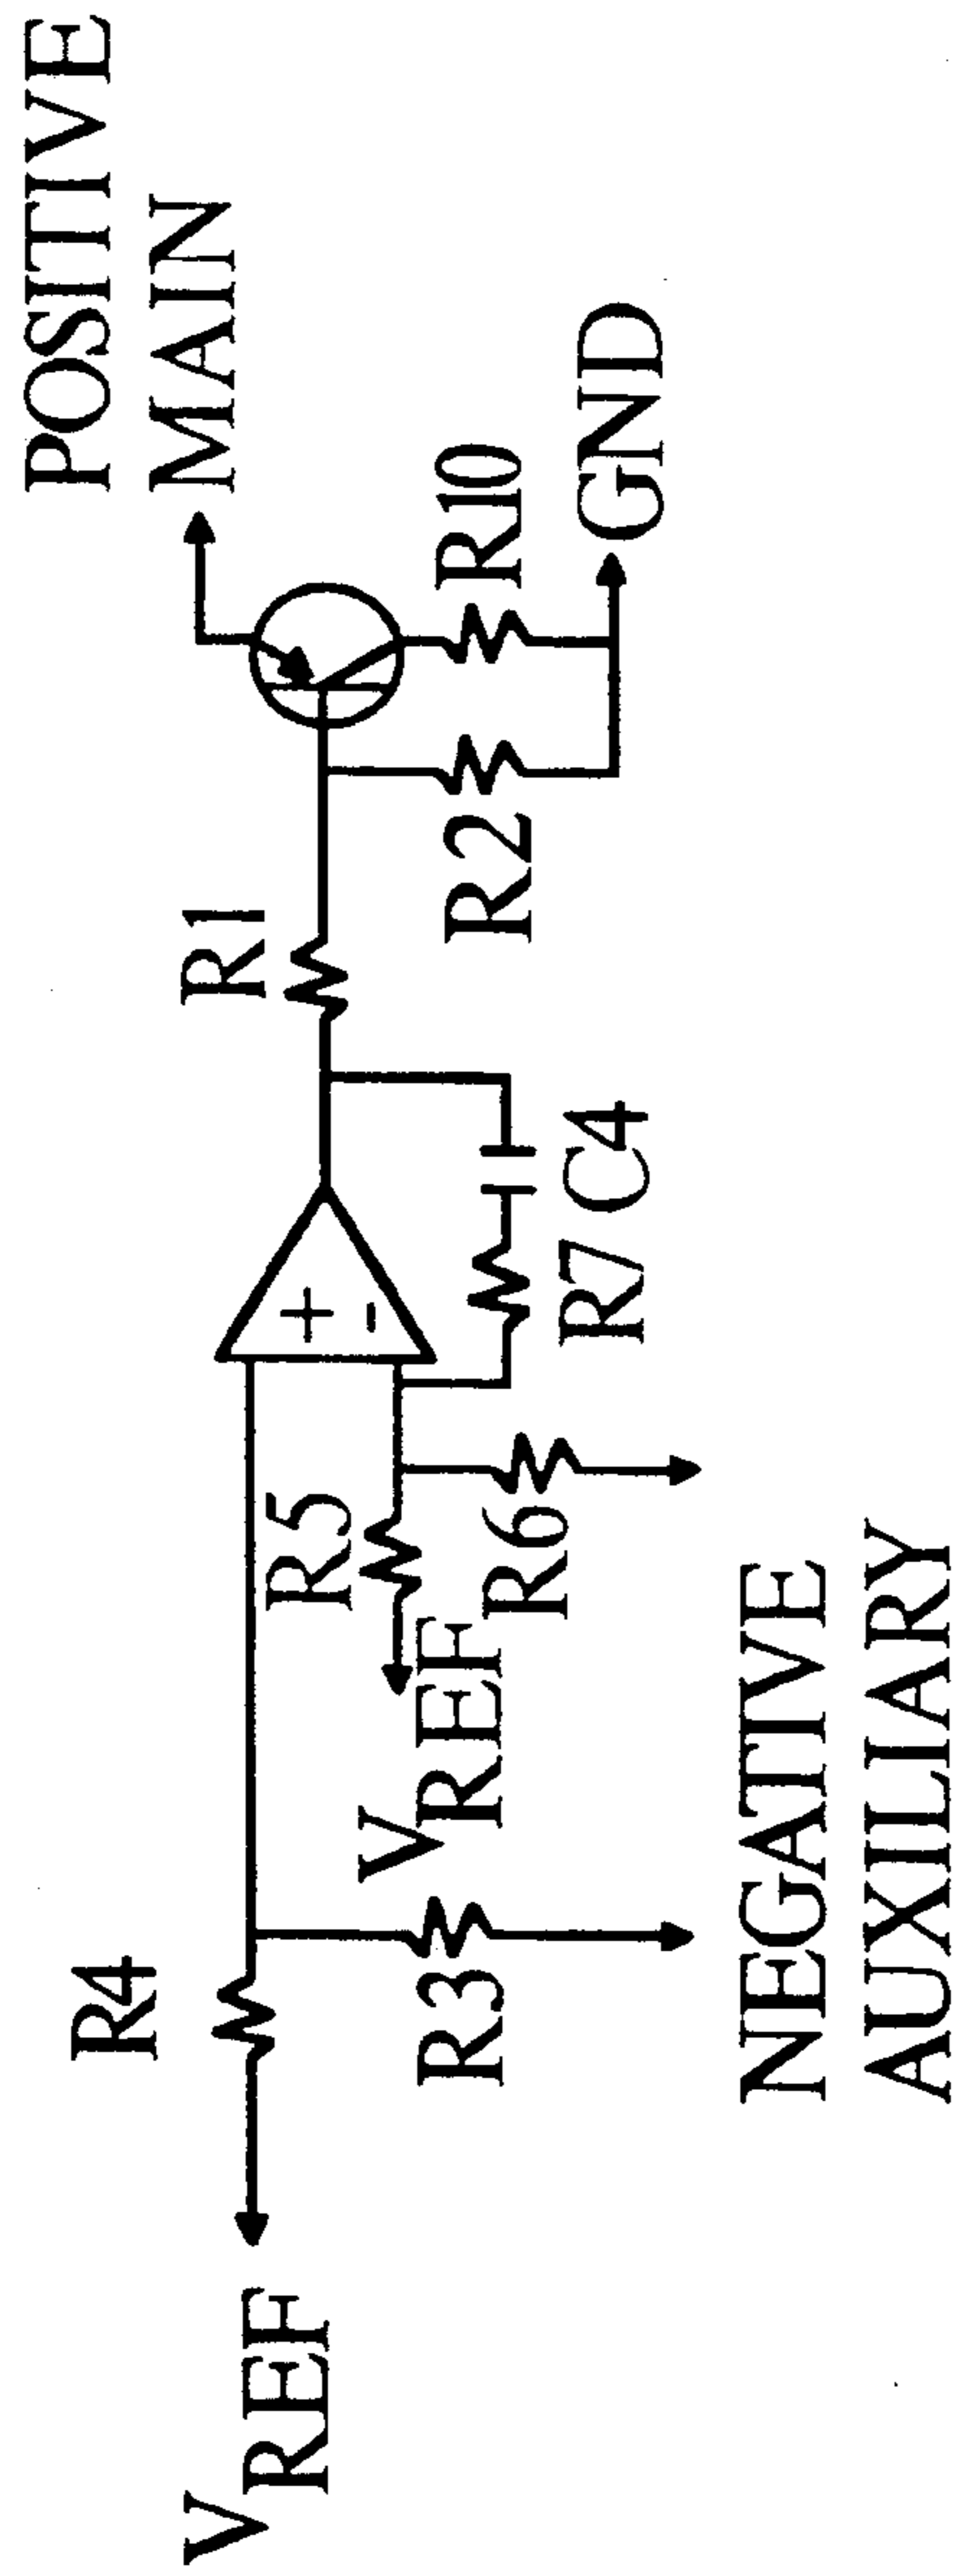 POSITIVE
MAIN
R4
R1
R5
+
-
R10
R2
VREF
VREF
R3
R6
R7 C4
GND
NEGATIVE
AUXILIARY